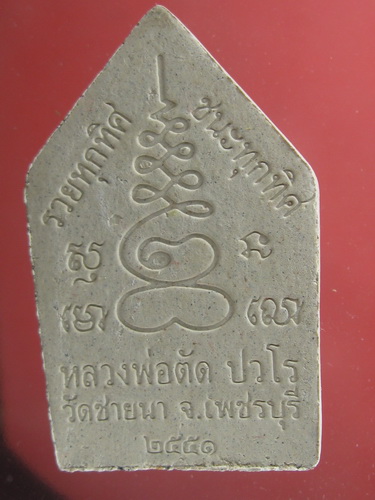 รวยทุกทิศ
ชนะทุกทิศ
หลวงพ่อตัด ปวโร
วัดชายนา จ.เพชรบุรี
๒๕๕๑